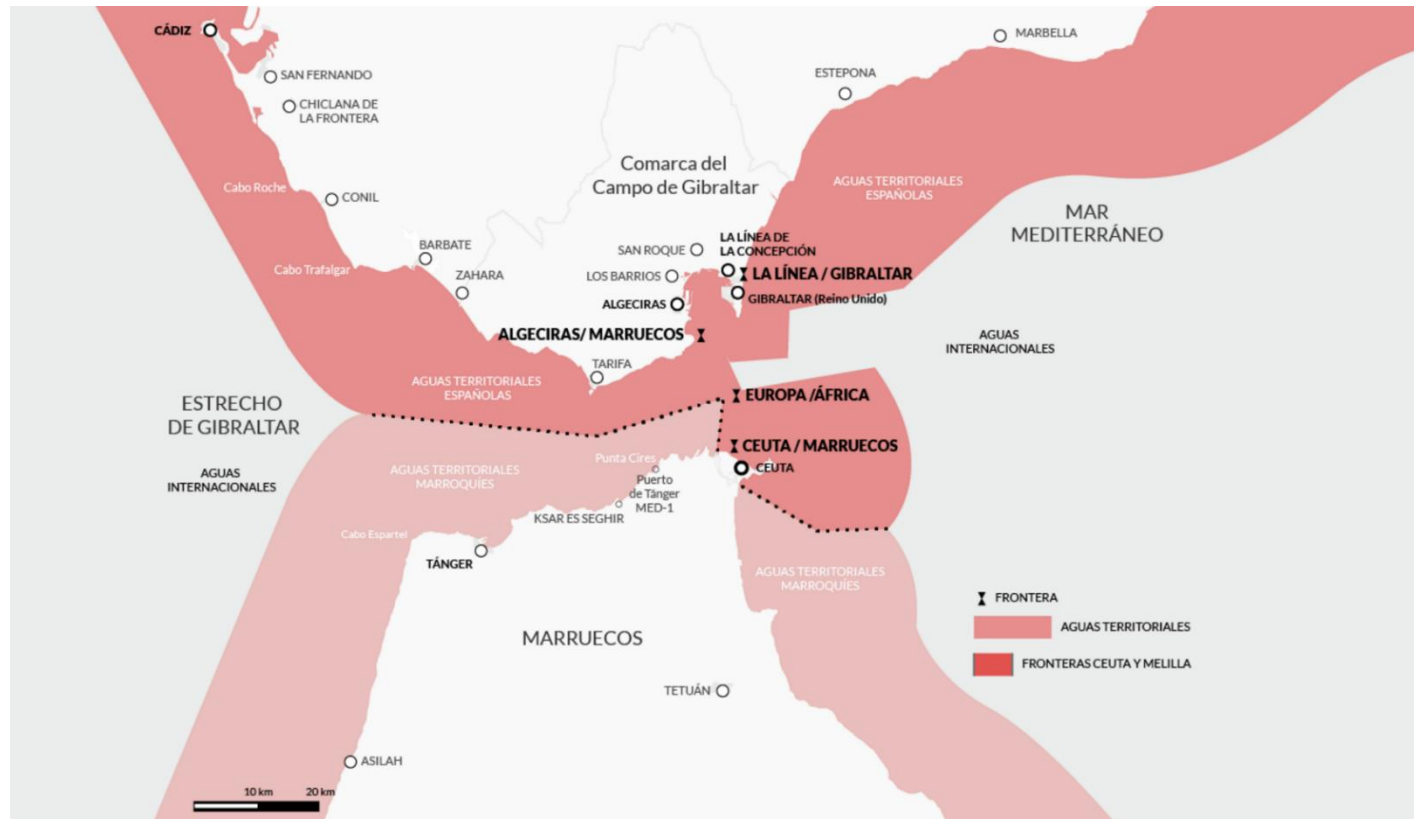 CÁDIZ
SAN FERNANDO
CHICLANA DE
LA FRONTERA
MARBELLA
ESTEPONA
Comarca del
Campo de Gibraltar
Cabo Roche
CONIL
AGUAS TERRITORIALES
ESPAÑOLAS
MAR
MEDITERRÁNEO
BARBATE
SAN ROQUE
LA LÍNEA DE
LA CONCEPCIÓN
Cabo Trafalgar
ZAHARA
LOS BARRIOS
LA LÍNEA / GIBRALTAR
ALGECIRAS
GIBRALTAR (Reino Unido)
ALGECIRAS/ MARRUECOS
AGUAS
INTERNACIONALES
TARIFA
AGUAS TERRITORIALES
ESPAÑOLAS
EUROPA /ÁFRICA
ESTRECHO
DE GIBRALTAR
CEUTA / MARRUECOS
AGUAS
INTERNACIONALES
AGUAS TERRITORIALES
MARROQUÍES
Punta Cires
CEUTA
Puerto
de Tánger
MED-1
KSAR ES SEGHIR
Cabo Espartel
TÁNGER
AGUAS TERRITORIALES
MARROQUÍES
FRONTERA
MARRUECOS
AGUAS TERRITORIALES
FRONTERAS CEUTA Y MELILLA
TETUÁN
ASILAH
10 km 20 km